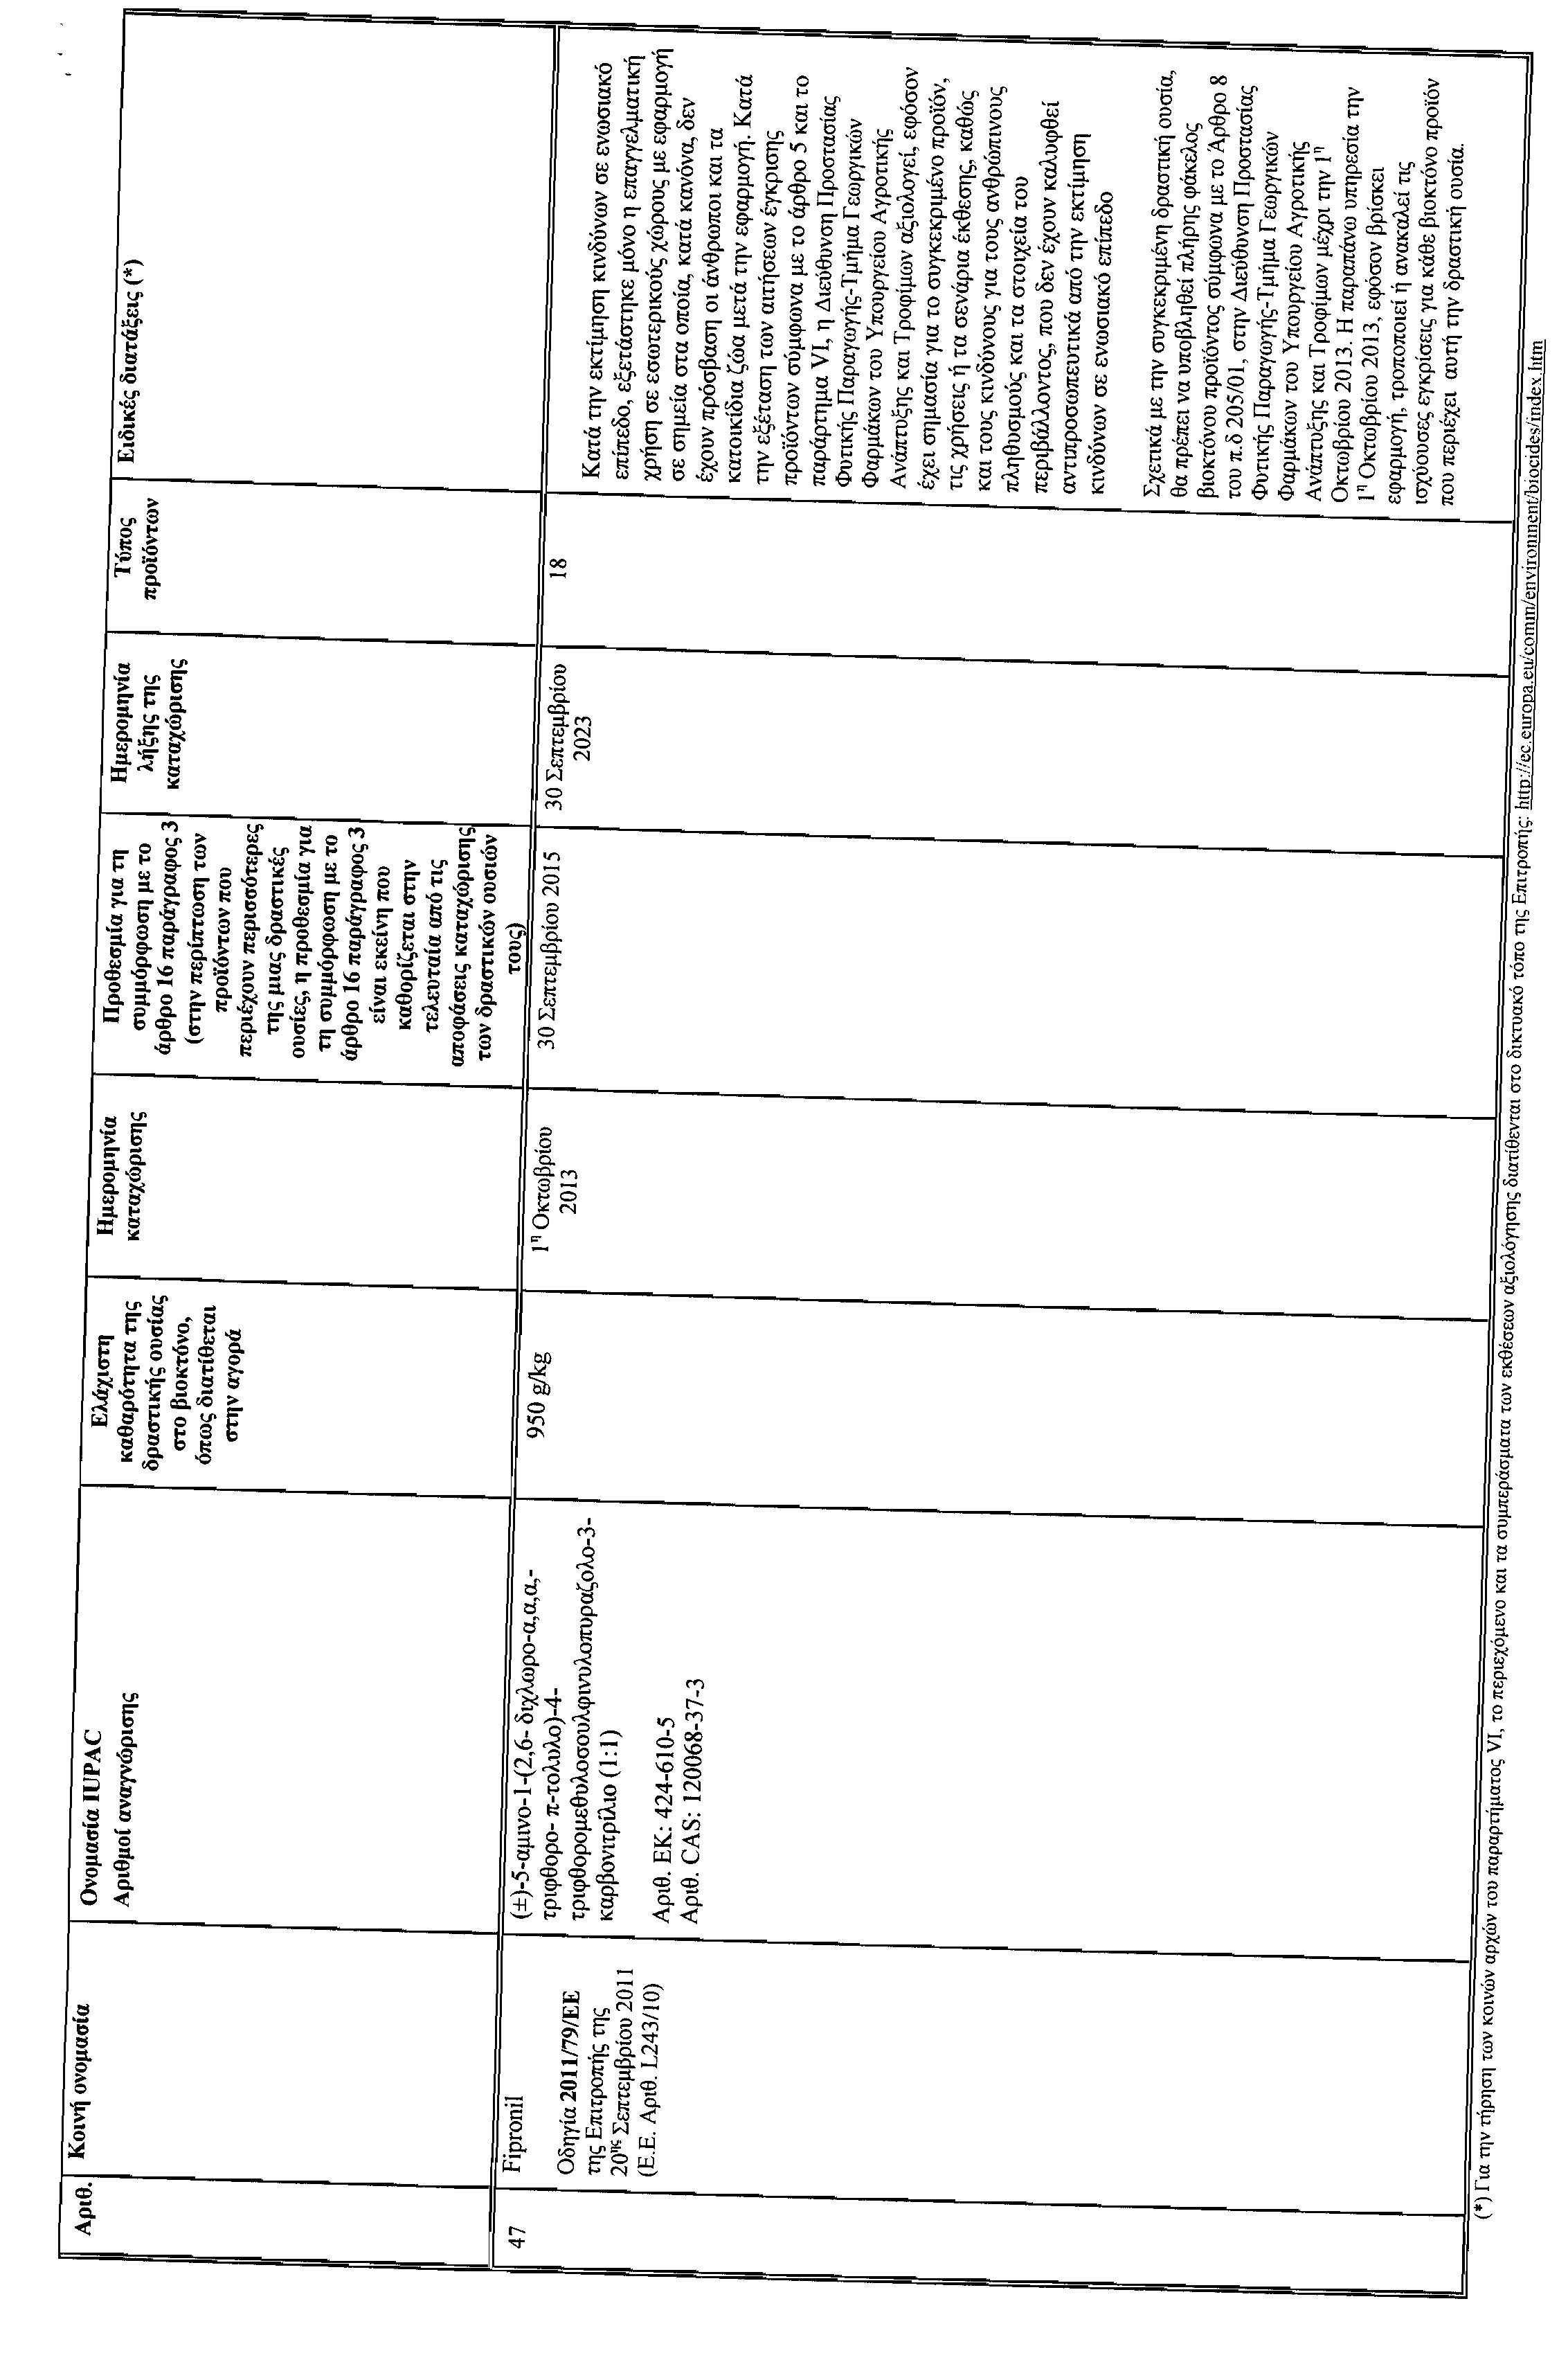 Αριθ.
Κοινή ονομασία
Ονομασία IUPAC
Αριθμοί αναγνώρισης
Ελάχιστη
καθαρότητα της
δραστικής ουσίας
στο βιοκτόνο,
όπως διατίθεται
στην αγορά
Ημερομηνία
καταχώρισης
Προθεσμία για τη
συμμόρφωση με το
άρθρο 16 παράγραφος 3
(στην περίπτωση των
προϊόντων που
περιέχουν περισσότερες
της μιας δραστικές
ουσίες, η προθεσμία για
τη συμμόρφωση με το
άρθρο 16 παράγραφος 3
είναι εκείνη που
καθορίζεται στην
τελευταία από τις
αποφάσεις καταχώρισης
των δραστικών ουσιών
τους)
Ημερομηνία
λήξης της
καταχώρισης
Τύπος
προϊόντων
Ειδικές διατάξεις (*)
47
Fipronil
Οδηγία 2011/79/ΕΕ
της Επιτροπής της
20ης Σεπτεμβρίου 2011
(Ε.Ε. Αριθ. L243/10)
(±)-5-αμινο-1-(2,6- διχλωρο-α,α,α,-
τριφθορο- π-τολυλο)-4-
τριφθορομεθυλοσουλφινυλοπυραζολο-3-
καρβονιτρίλιο (1:1)
Αριθ. ΕΚ: 424-610-5
Αριθ. CAS: 120068-37-3
950 g/kg
1η Οκτωβρίου
2013
30 Σεπτεμβρίου 2015
30 Σεπτεμβρίου
2023
18
Κατά την εκτίμηση κινδύνων σε ενωσιακό
επίπεδο, εξετάστηκε μόνο η επαγγελματική
χρήση σε εσωτερικούς χώρους με εφαρμογή
σε σημεία στα οποία, κατά κανόνα, δεν
έχουν πρόσβαση οι άνθρωποι και τα
κατοικίδια ζώα μετά την εφαρμογή. Κατά
την εξέταση των αιτήσεων έγκρισης
προϊόντων σύμφωνα με το άρθρο 5 και το
παράρτημα VI, η Διεύθυνση Προστασίας
Φυτικής Παραγωγής-Τμήμα Γεωργικών
Φαρμάκων του Υπουργείου Αγροτικής
Ανάπτυξης και Τροφίμων αξιολογεί, εφόσον
έχει σημασία για το συγκεκριμένο προϊόν,
τις χρήσεις ή τα σενάρια έκθεσης, καθώς
και τους κινδύνους για τους ανθρώπινους
πληθυσμούς και τα στοιχεία του
περιβάλλοντος, που δεν έχουν καλυφθεί
αντιπροσωπευτικά από την εκτίμηση
κινδύνων σε ενωσιακό επίπεδο
Σχετικά με την συγκεκριμένη δραστική ουσία,
θα πρέπει να υποβληθεί πλήρης φάκελος
βιοκτόνου προϊόντος σύμφωνα με το Άρθρο 8
του π.δ 205/01, στην Διεύθυνση Προστασίας
Φυτικής Παραγωγής-Τμήμα Γεωργικών
Φαρμάκων του Υπουργείου Αγροτικής
Ανάπτυξης και Τροφίμων μέχρι την 1η
Οκτοβρίου 2013. Η παραπάνω υπηρεσία την
1η Οκτοβρίου 2013, εφόσον βρίσκει
εφαρμογή, τροποποιεί ή ανακαλεί τις
ισχύουσες εγκρίσεις για κάθε βιοκτόνο προϊόν
που περιέχει αυτή την δραστική ουσία.
(*) Για την τήρηση των κοινών αρχών του παραρτήματος VI, το περιεχόμενο και τα συμπεράσματα των εκθέσεων αξιολόγησης διατίθενται στο δικτυακό τόπο της Επιτροπής: http://ec.europa.eu/comm/environment/biocides/index.htm